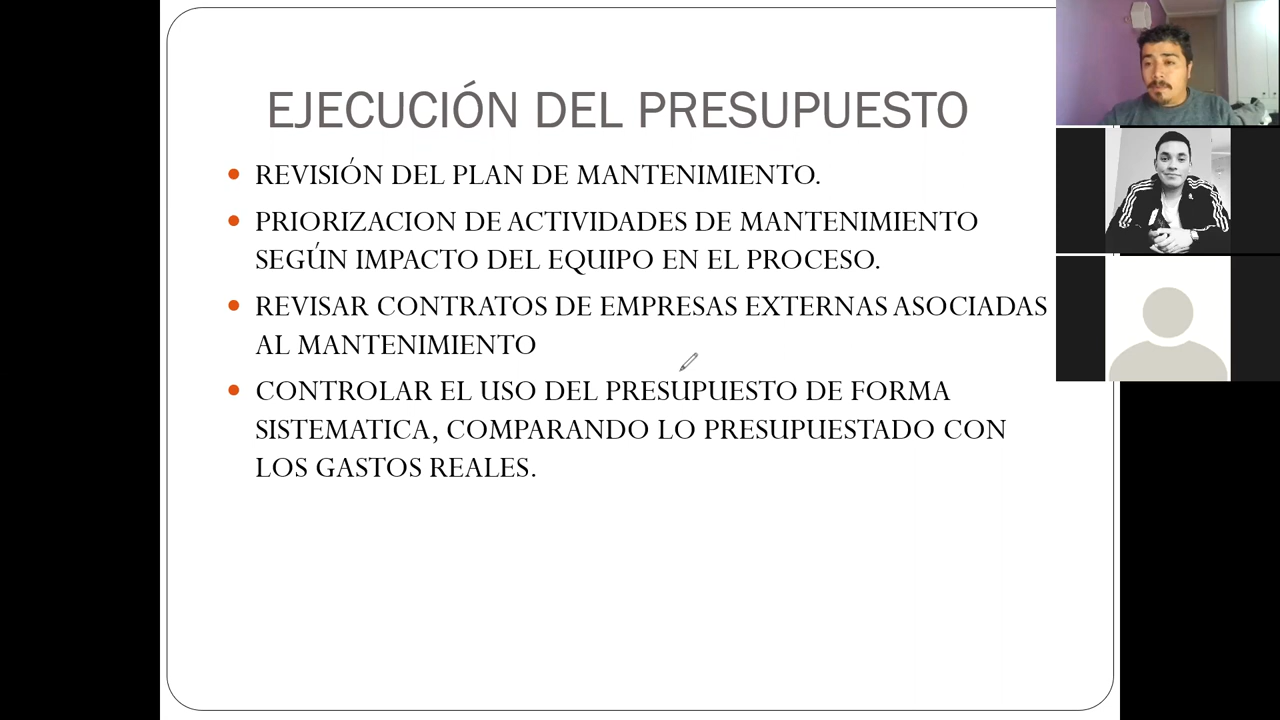 EJECUCIÓN DEL PRESUPUESTO
REVISIÓN DEL PLAN DE MANTENIMIENTO.
PRIORIZACION DE ACTIVIDADES DE MANTENIMIENTO
SEGÚN IMPACTO DEL EQUIPO EN EL PROCESO.
REVISAR CONTRATOS DE EMPRESAS EXTERNAS ASOCIADAS
AL MANTENIMIENTO
CONTROLAR EL USO DEL PRESUPUESTO DE FORMA
SISTEMATICA, COMPARANDO LO PRESUPUESTADO CON
LOS GASTOS REALES.